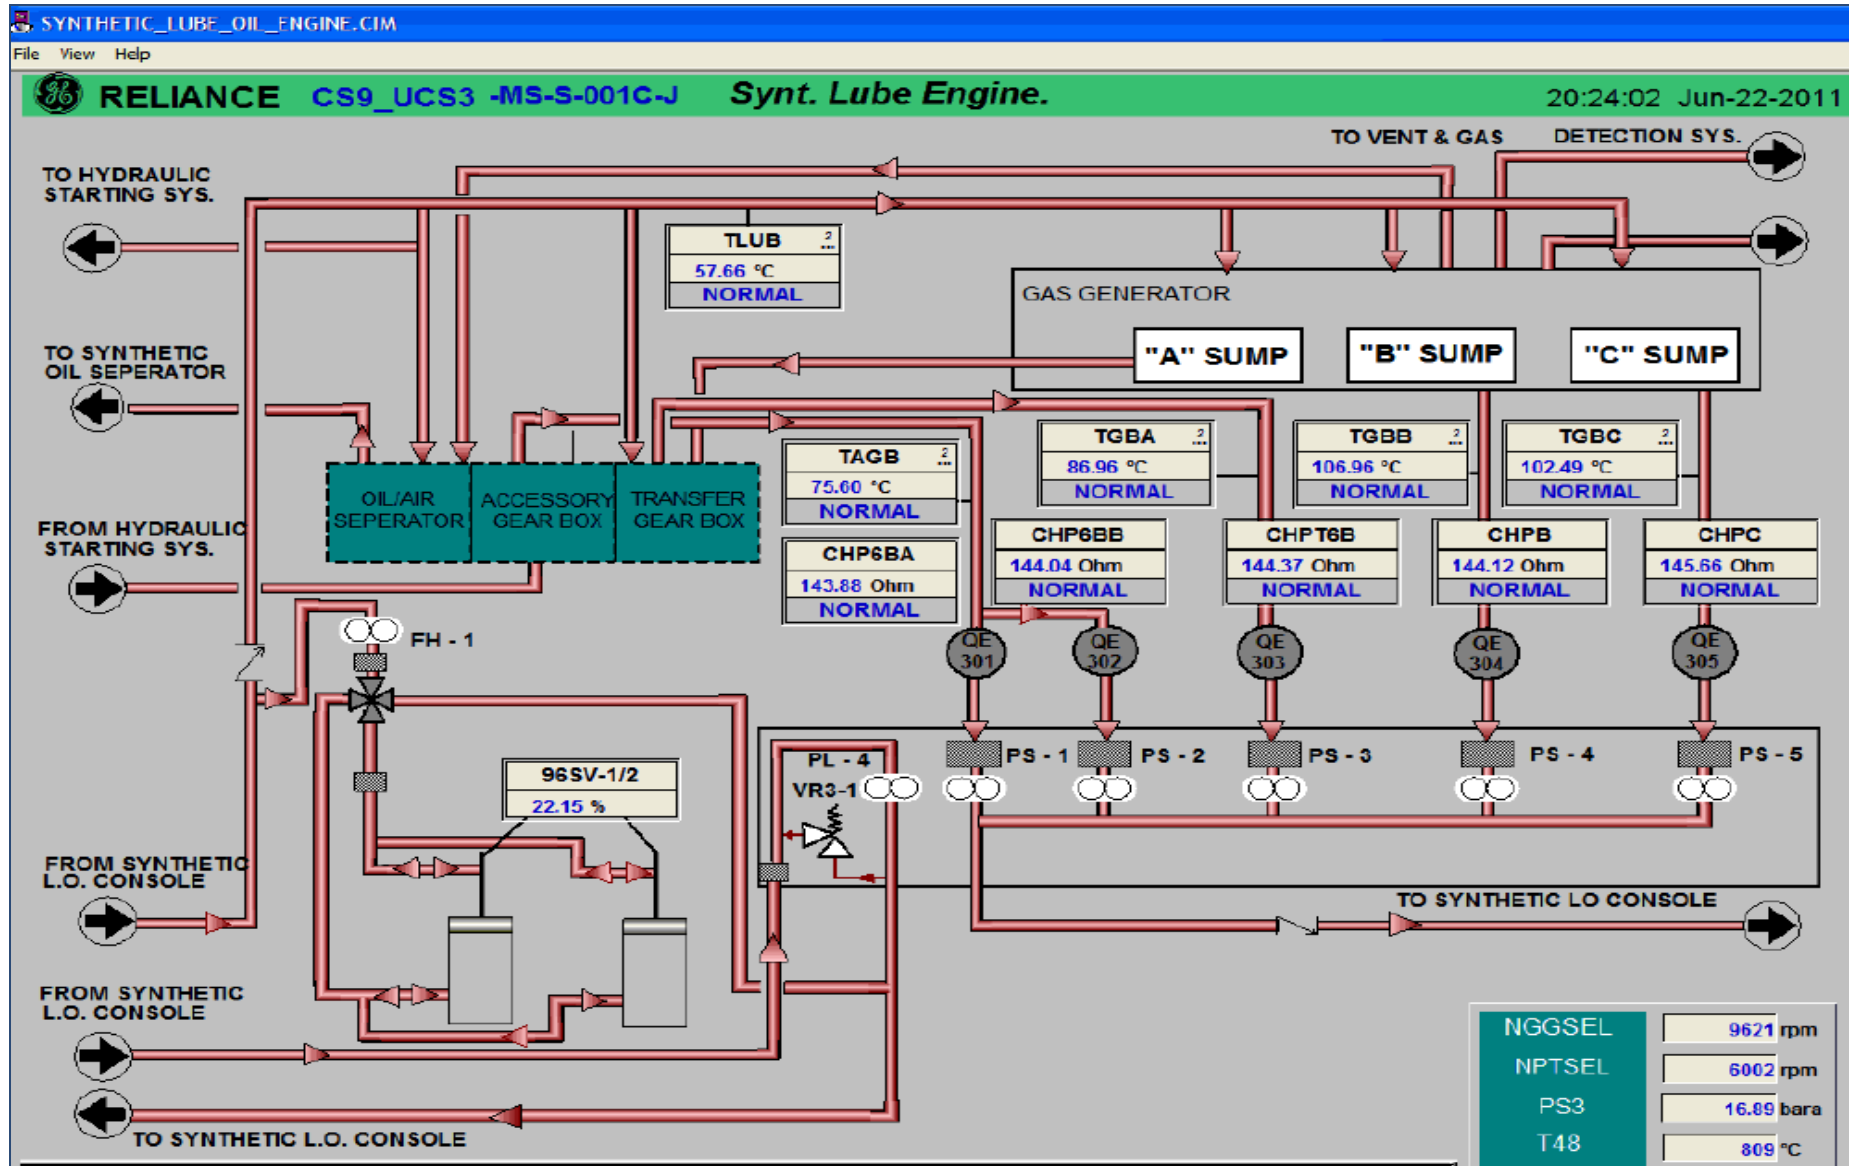 SYNTHETIC_LUBE_OIL_ENGINE.CIM
File View Help
RELIANCE CS9_UCS3 -MS-S-001C-J Synt. Lube Engine. 20:24:02 Jun-22-2011
TO VENT & GAS DETECTION SYS.
TO HYDRAULIC
STARTING SYS.
TLUB 2
57.66 °C
NORMAL
GAS GENERATOR
"A" SUMP "B" SUMP "C" SUMP
TO SYNTHETIC
OIL SEPERATOR
TAGB 2
75.60 °C
NORMAL
TGBA 2
86.96 °C
NORMAL
TGBB 2
106.96 °C
NORMAL
TGBC 2
102.49 °C
NORMAL
OIL/AIR
SEPERATOR
ACCESSORY
GEAR BOX
TRANSFER
GEAR BOX
FROM HYDRAULIC
STARTING SYS.
CHP6BA
143.88 Ohm
NORMAL
CHP6BB
144.04 Ohm
NORMAL
CHPT6B
144.37 Ohm
NORMAL
CHPB
144.12 Ohm
NORMAL
CHPC
145.66 Ohm
NORMAL
FH - 1
QE
301
QE
302
QE
303
QE
304
QE
305
PL - 4
VR3-1
PS - 1
PS - 2
PS - 3
PS - 4
PS - 5
96SV-1/2
22.15 %
FROM SYNTHETIC
L.O. CONSOLE
TO SYNTHETIC LO CONSOLE
FROM SYNTHETIC
L.O. CONSOLE
TO SYNTHETIC L.O. CONSOLE
NGGSEL 9621 rpm
NPTSEL 6002 rpm
PS3 16.89 bara
T48 809 °C